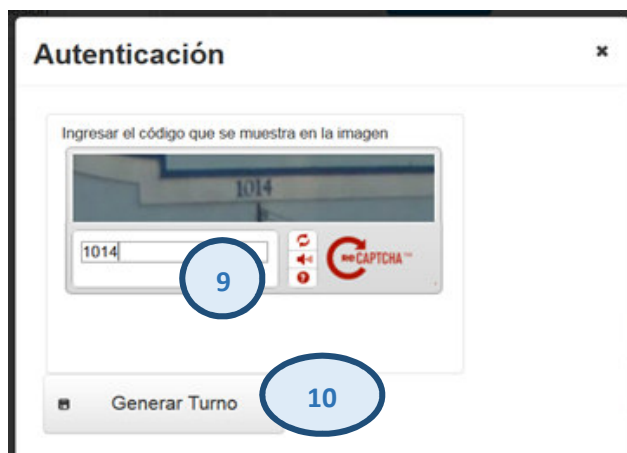 Autenticación
Ingresar el código que se muestra en la imagen
1014
1014
9
reCAPTCHA™
Generar Turno
10